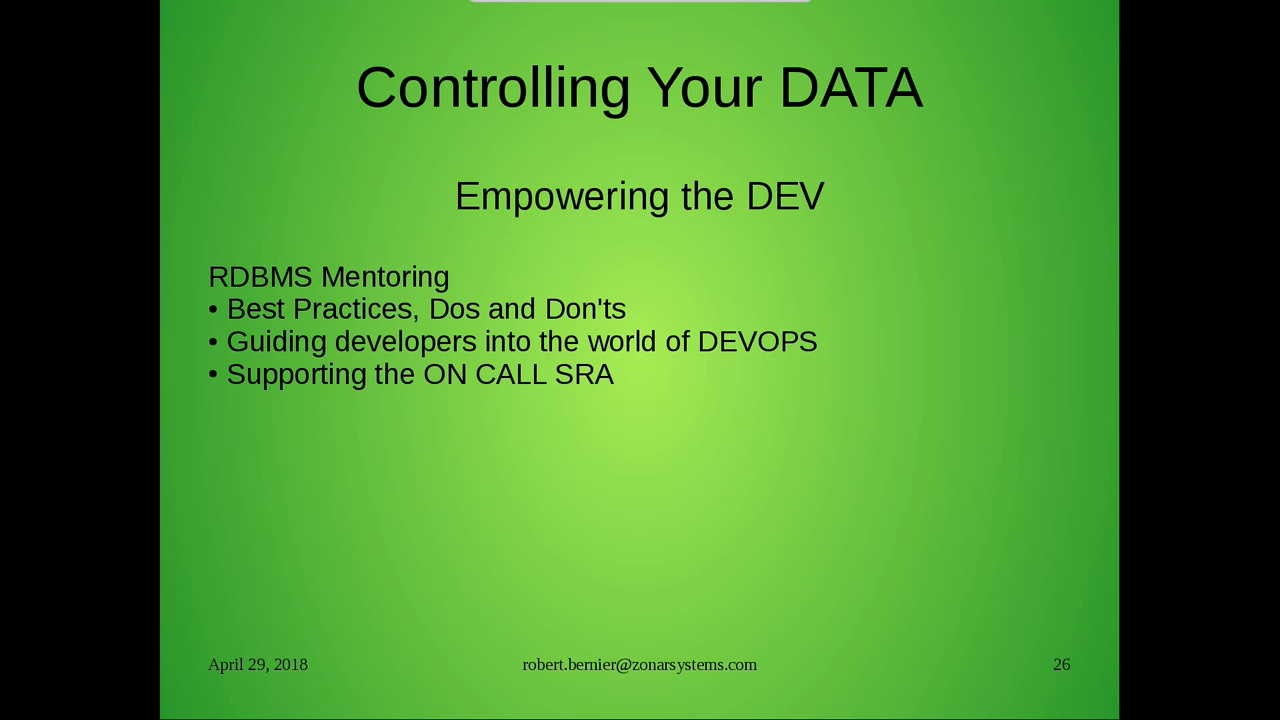 Controlling Your DATA
Empowering the DEV
RDBMS Mentoring
• Best Practices, Dos and Don'ts
• Guiding developers into the world of DEVOPS
• Supporting the ON CALL SRA
April 29, 2018
robert.bernier@zonarsystems.com
26